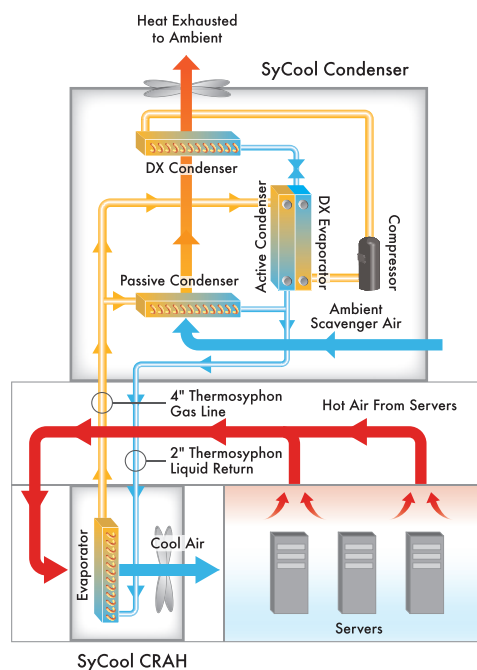 Heat Exhausted
to Ambient
SyCool Condenser
DX Condenser
Active Condenser
DX Evaporator
Compressor
Passive Condenser
Ambient
Scavenger Air
4" Thermosyphon
Gas Line
Hot Air From Servers
2" Thermosyphon
Liquid Return
Evaporator
Cool Air
Servers
SyCool CRAH